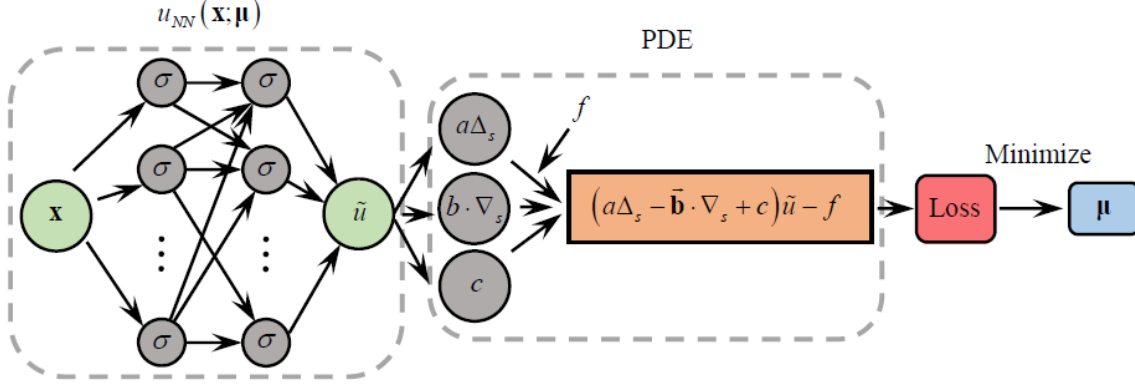 u_NN(x;μ)
PDE
σ σ
aΔ_s
f
Minimize
σ σ
x
ũ
b·∇_s
(aΔ_s − b⃗·∇_s + c)ũ − f
Loss
μ
⋮ ⋮
c
σ σ